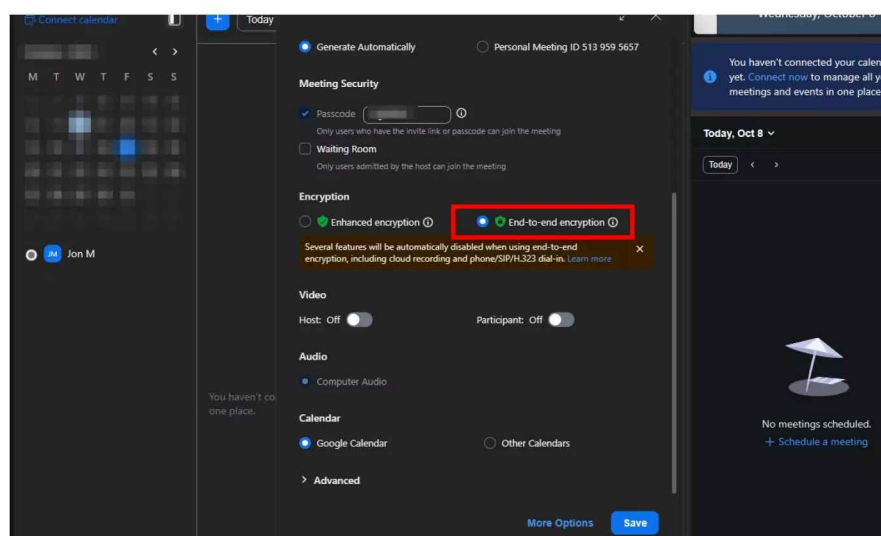 Connect calendar
Today
M T W T F S S
JM Jon M
You haven't co
one place.
Generate Automatically
Personal Meeting ID 513 959 5657
Meeting Security
Passcode
Only users who have the invite link or passcode can join the meeting
Waiting Room
Only users admitted by the host can join the meeting
Encryption
Enhanced encryption
End-to-end encryption
Several features will be automatically disabled when using end-to-end
encryption, including cloud recording and phone/SIP/H.323 dial-in. Learn more
Video
Host: Off
Participant: Off
Audio
Computer Audio
Calendar
Google Calendar
Other Calendars
Advanced
More Options
Save
Wednesday, October 8
You haven't connected your calen
yet. Connect now to manage all y
meetings and events in one place
Today, Oct 8
Today
No meetings scheduled.
+ Schedule a meeting